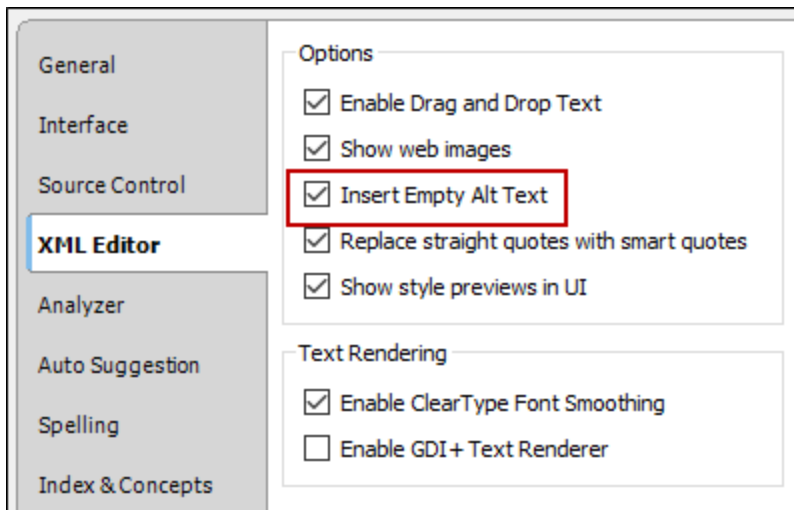 General
Interface
Source Control
XML Editor
Analyzer
Auto Suggestion
Spelling
Index & Concepts
Options
Enable Drag and Drop Text
Show web images
Insert Empty Alt Text
Replace straight quotes with smart quotes
Show style previews in UI
Text Rendering
Enable ClearType Font Smoothing
Enable GDI+ Text Renderer